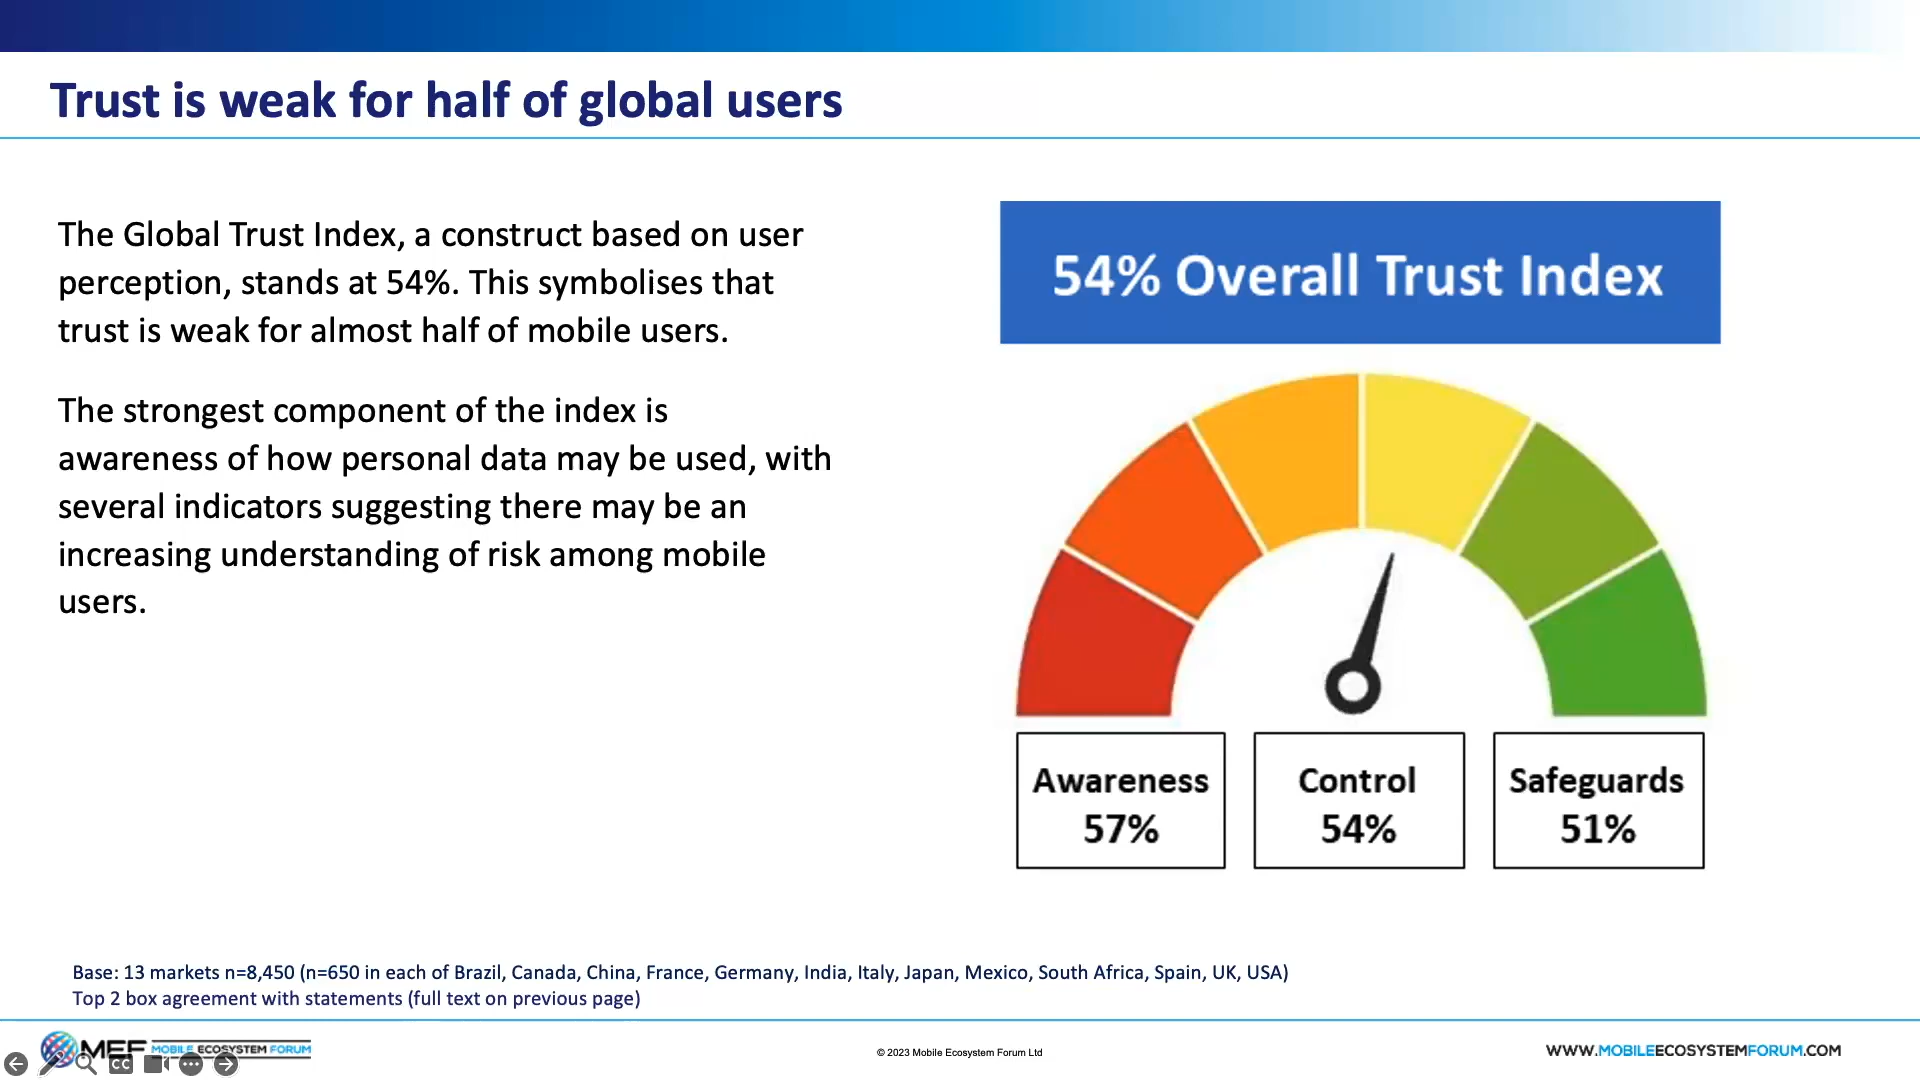 Trust is weak for half of global users
The Global Trust Index, a construct based on user
perception, stands at 54%. This symbolises that
trust is weak for almost half of mobile users.
The strongest component of the index is
awareness of how personal data may be used, with
several indicators suggesting there may be an
increasing understanding of risk among mobile
users.
54% Overall Trust Index
Awareness
57%
Control
54%
Safeguards
51%
Base: 13 markets n=8,450 (n=650 in each of Brazil, Canada, China, France, Germany, India, Italy, Japan, Mexico, South Africa, Spain, UK, USA)
Top 2 box agreement with statements (full text on previous page)
MEF MOBILE ECOSYSTEM FORUM
CC
© 2023 Mobile Ecosystem Forum Ltd
WWW.MOBILEECOSYSTEMFORUM.COM